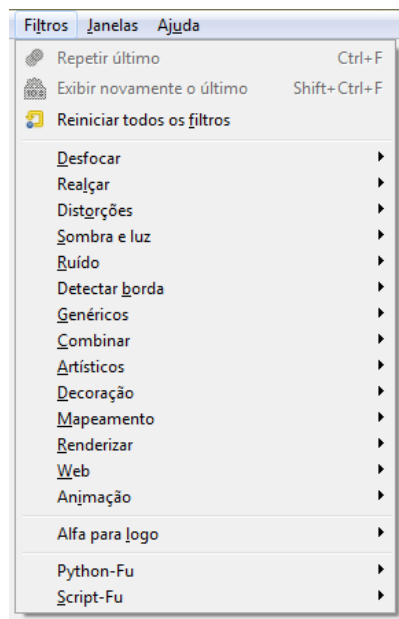 Filtros Janelas Ajuda
Repetir último Ctrl+F
Exibir novamente o último Shift+Ctrl+F
Reiniciar todos os filtros
Desfocar
Realçar
Distorções
Sombra e luz
Ruído
Detectar borda
Genéricos
Combinar
Artísticos
Decoração
Mapeamento
Renderizar
Web
Animação
Alfa para logo
Python-Fu
Script-Fu